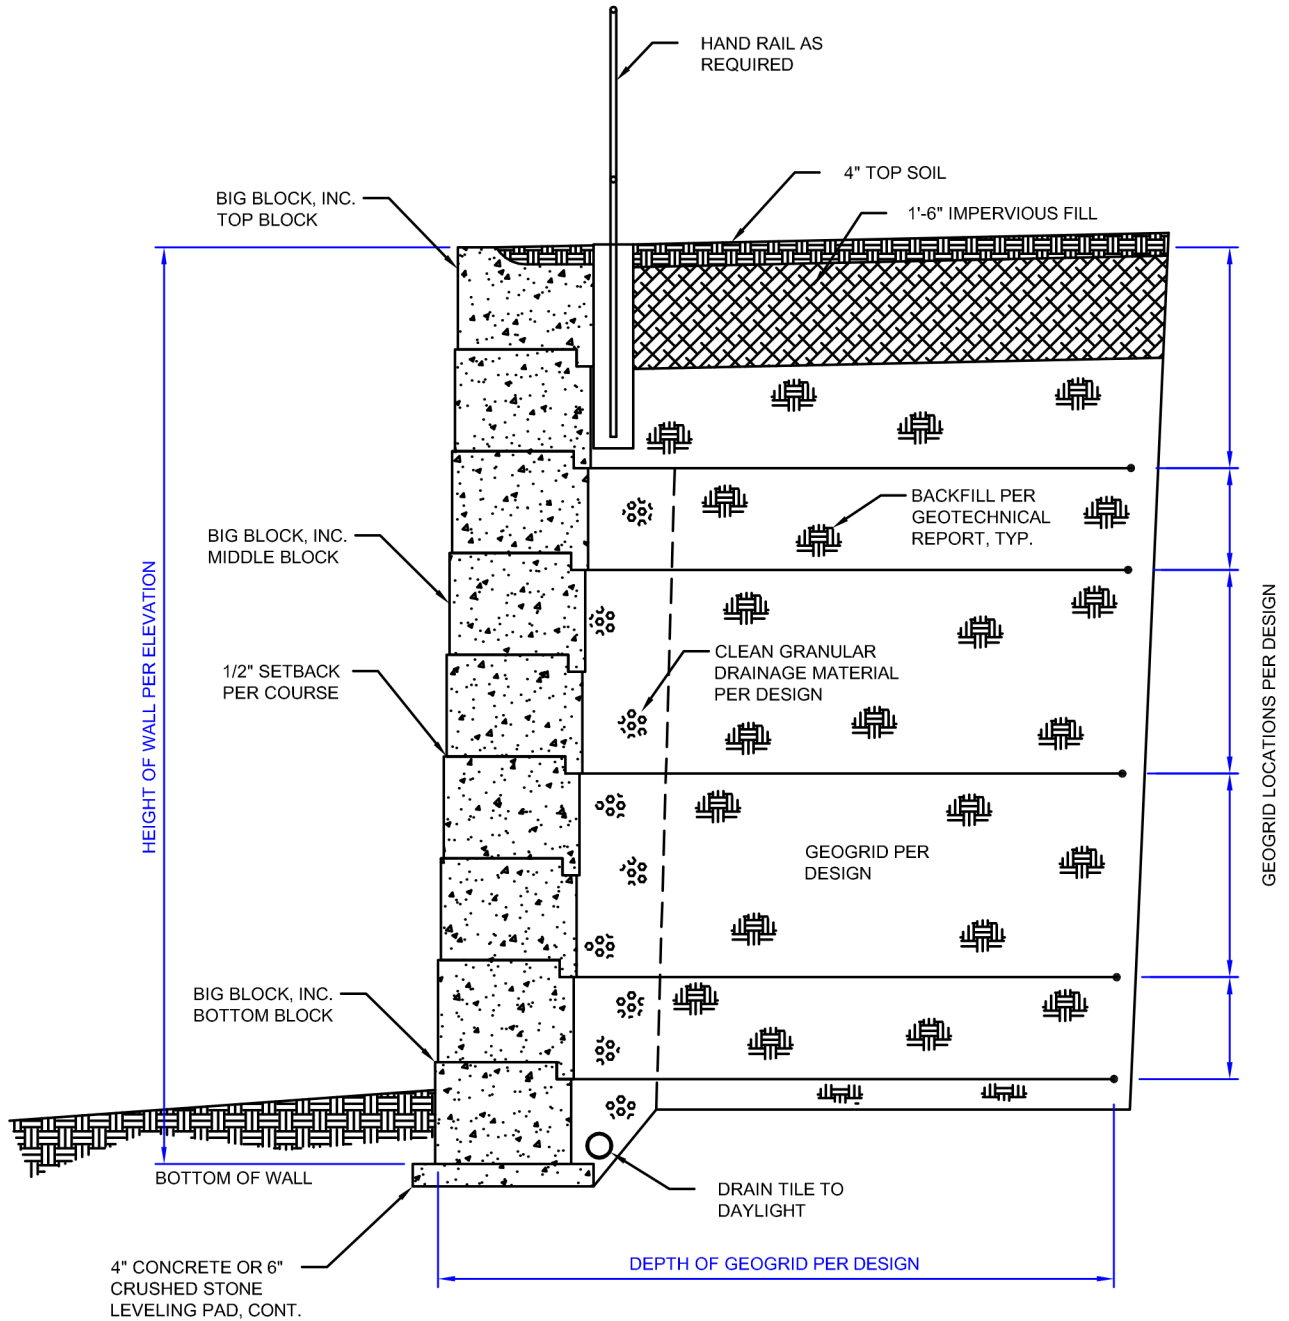 HAND RAIL AS
REQUIRED
4" TOP SOIL
BIG BLOCK, INC.
TOP BLOCK
1'-6" IMPERVIOUS FILL
BACKFILL PER
GEOTECHNICAL
REPORT, TYP.
BIG BLOCK, INC.
MIDDLE BLOCK
HEIGHT OF WALL PER ELEVATION
GEOGRID LOCATIONS PER DESIGN
CLEAN GRANULAR
DRAINAGE MATERIAL
PER DESIGN
1/2" SETBACK
PER COURSE
GEOGRID PER
DESIGN
BIG BLOCK, INC.
BOTTOM BLOCK
BOTTOM OF WALL
DRAIN TILE TO
DAYLIGHT
4" CONCRETE OR 6"
CRUSHED STONE
LEVELING PAD, CONT.
DEPTH OF GEOGRID PER DESIGN